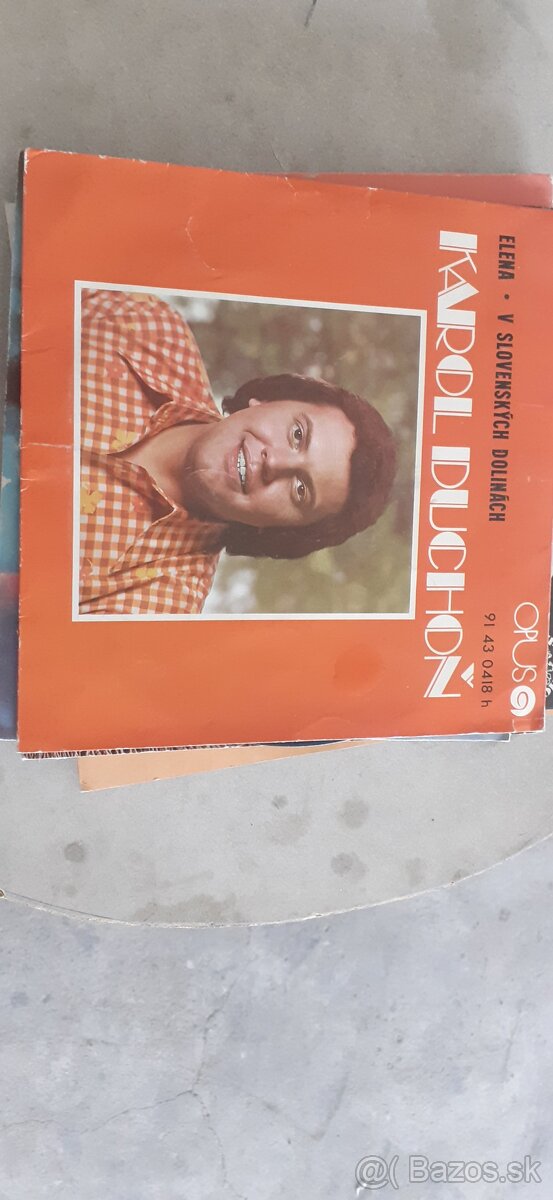 ELENA • V SLOVENSKÝCH DOLINÁCH
KAROL DUCHOŇ
OPUS
91 43 0418 h
@( Bazos.sk